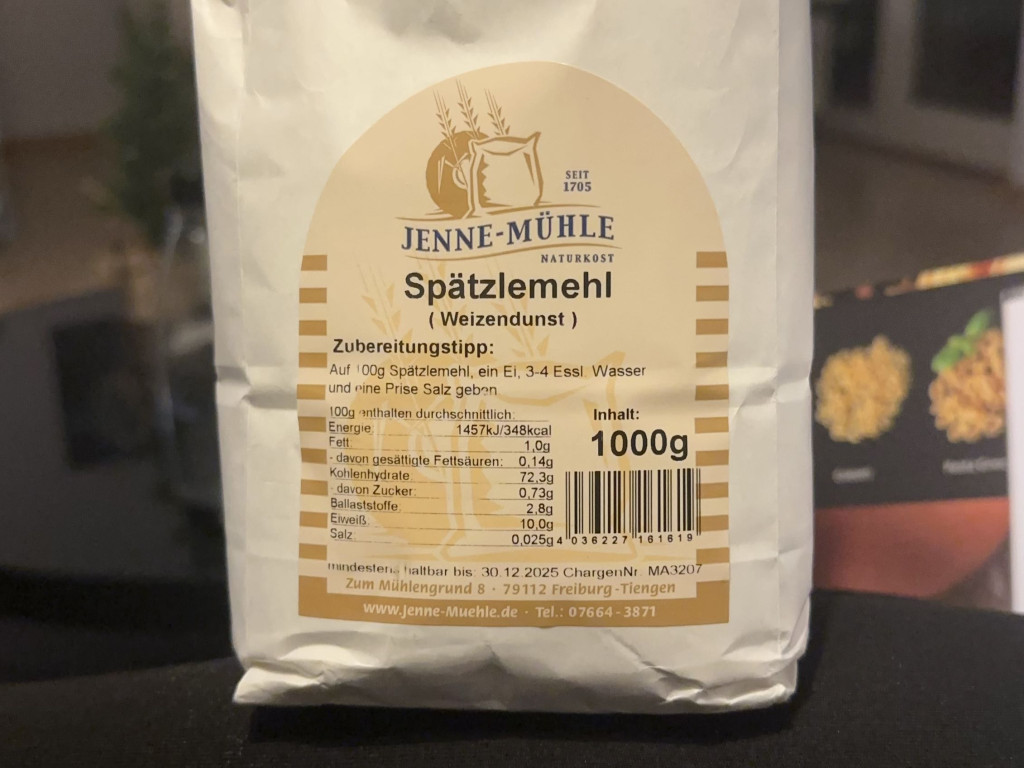 SEIT
1705
JENNE-MÜHLE
NATURKOST
Spätzlemehl
( Weizendunst )
Zubereitungstipp:
Auf 100g Spätzlemehl, ein Ei, 3-4 Essl. Wasser
und eine Prise Salz geben
100g enthalten durchschnittlich:
Energie: 1457kJ/348kcal
Fett: 1,0g
- davon gesättigte Fettsäuren: 0,14g
Kohlenhydrate: 72,3g
- davon Zucker: 0,73g
Ballaststoffe: 2,8g
Eiweiß: 10,0g
Salz: 0,025g
Inhalt:
1000g
4 036227 161619
mindestens haltbar bis: 30.12.2025 ChargenNr. MA3207
Zum Mühlengrund 8 · 79112 Freiburg-Tiengen
www.Jenne-Muehle.de · Tel.: 07664-3871